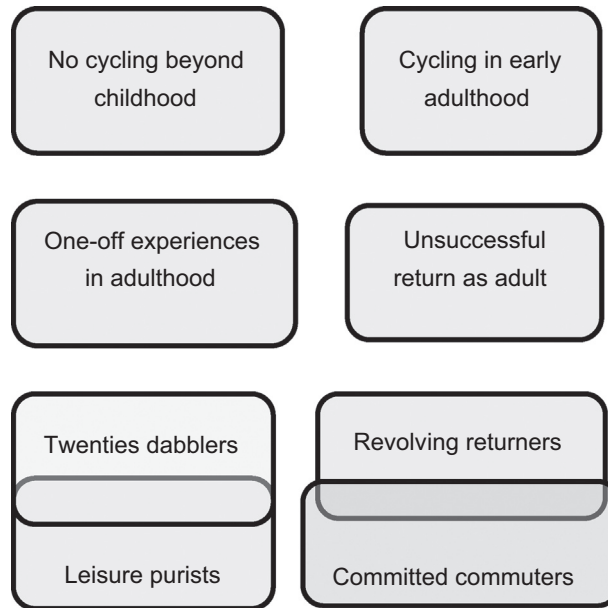 No cycling beyond
childhood
Cycling in early
adulthood
One-off experiences
in adulthood
Unsuccessful
return as adult
Twenties dabblers
Revolving returners
Leisure purists
Committed commuters